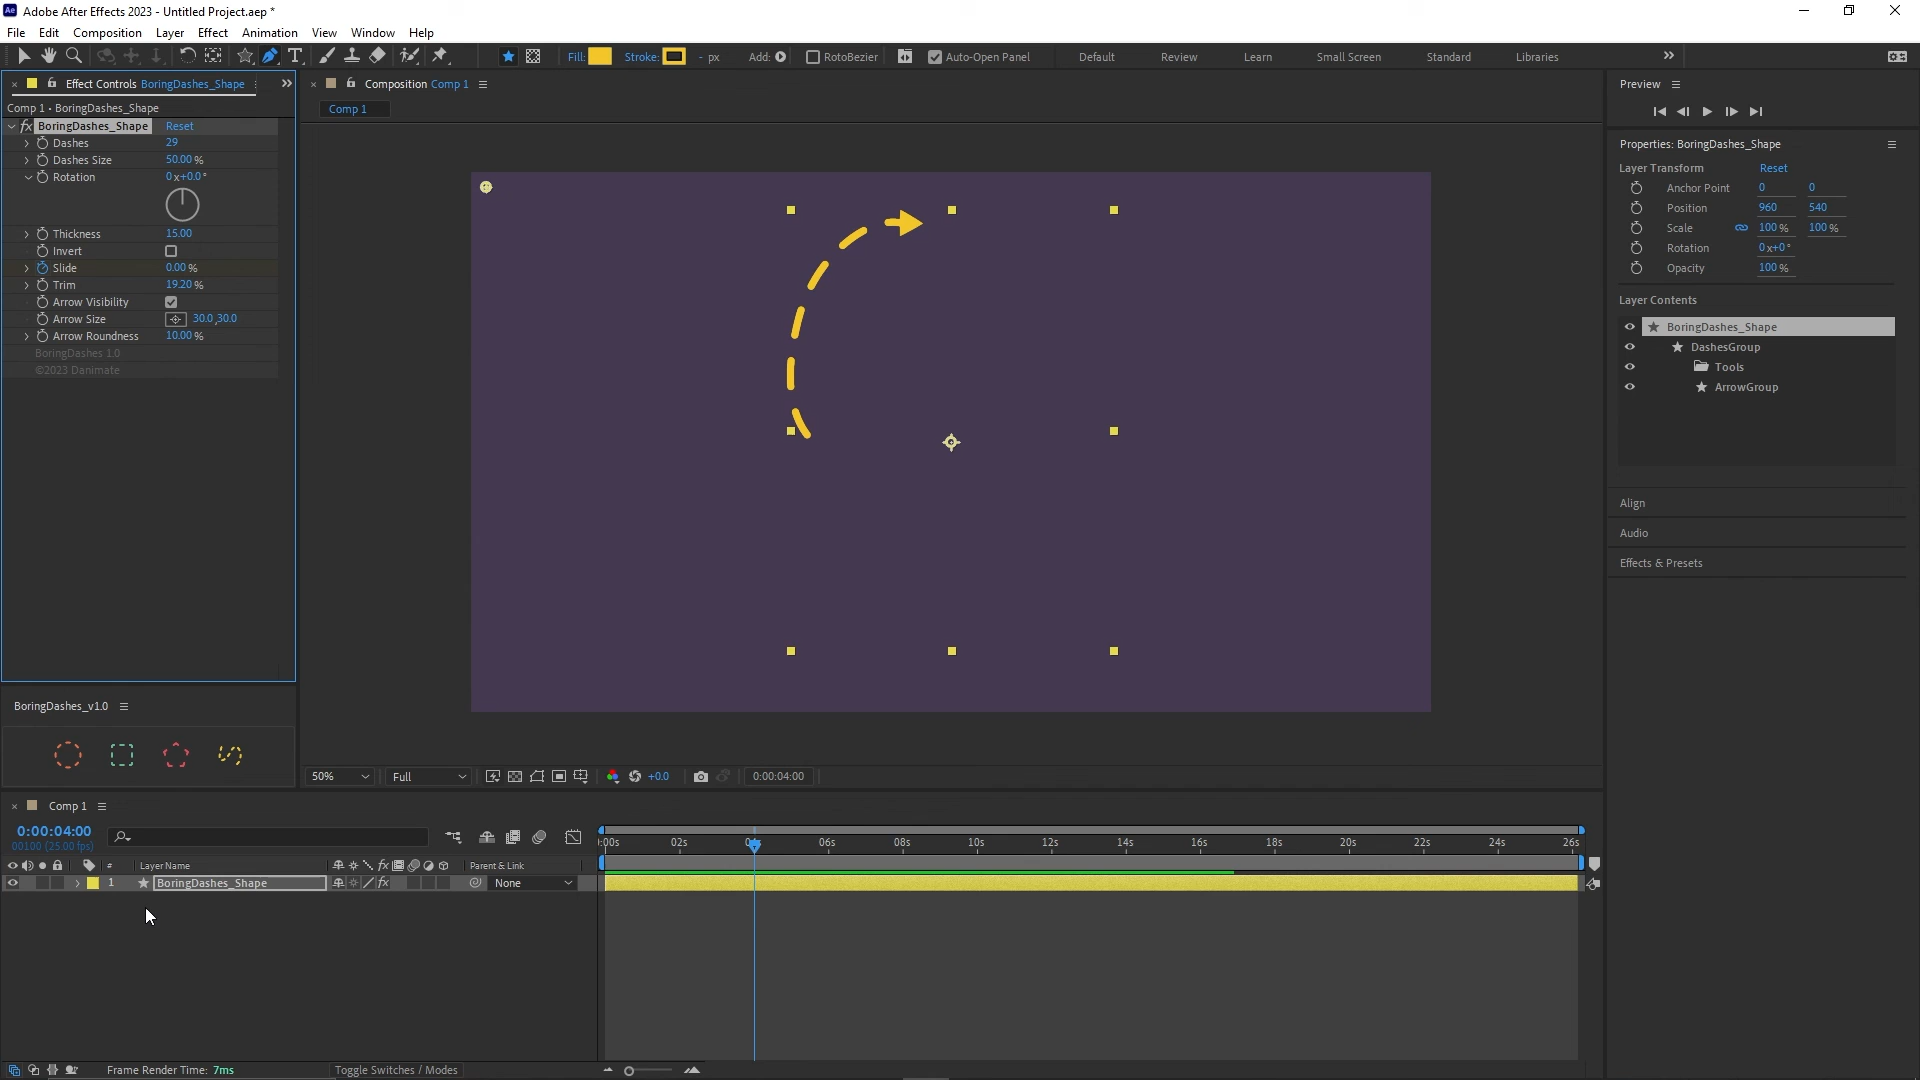 Adobe After Effects 2023 - Untitled Project.aep *
File Edit Composition Layer Effect Animation View Window Help
Fill: Stroke: - px Add: RotoBezier Auto-Open Panel Default Review Learn Small Screen Standard Libraries
Effect Controls BoringDashes_Shape
Comp 1 • BoringDashes_Shape
fx BoringDashes_Shape Reset
Dashes 29
Dashes Size 50.00 %
Rotation 0x+0.0°
Thickness 15.00
Invert
Slide 0.00 %
Trim 19.20 %
Arrow Visibility
Arrow Size 30.0,30.0
Arrow Roundness 10.00 %
BoringDashes 1.0
©2023 Danimate
BoringDashes_v1.0
Composition Comp 1
Comp 1
50% Full +0.0 0:00:04:00
Preview
Properties: BoringDashes_Shape
Layer Transform Reset
Anchor Point 0 0
Position 960 540
Scale 100 % 100 %
Rotation 0x+0°
Opacity 100 %
Layer Contents
BoringDashes_Shape
DashesGroup
Tools
ArrowGroup
Align
Audio
Effects & Presets
Comp 1
0:00:04:00
00100 (25.00 fps)
:00s 02s 04s 06s 08s 10s 12s 14s 16s 18s 20s 22s 24s 26s
# Layer Name fx Parent & Link
1 BoringDashes_Shape fx None
Frame Render Time: 7ms Toggle Switches / Modes